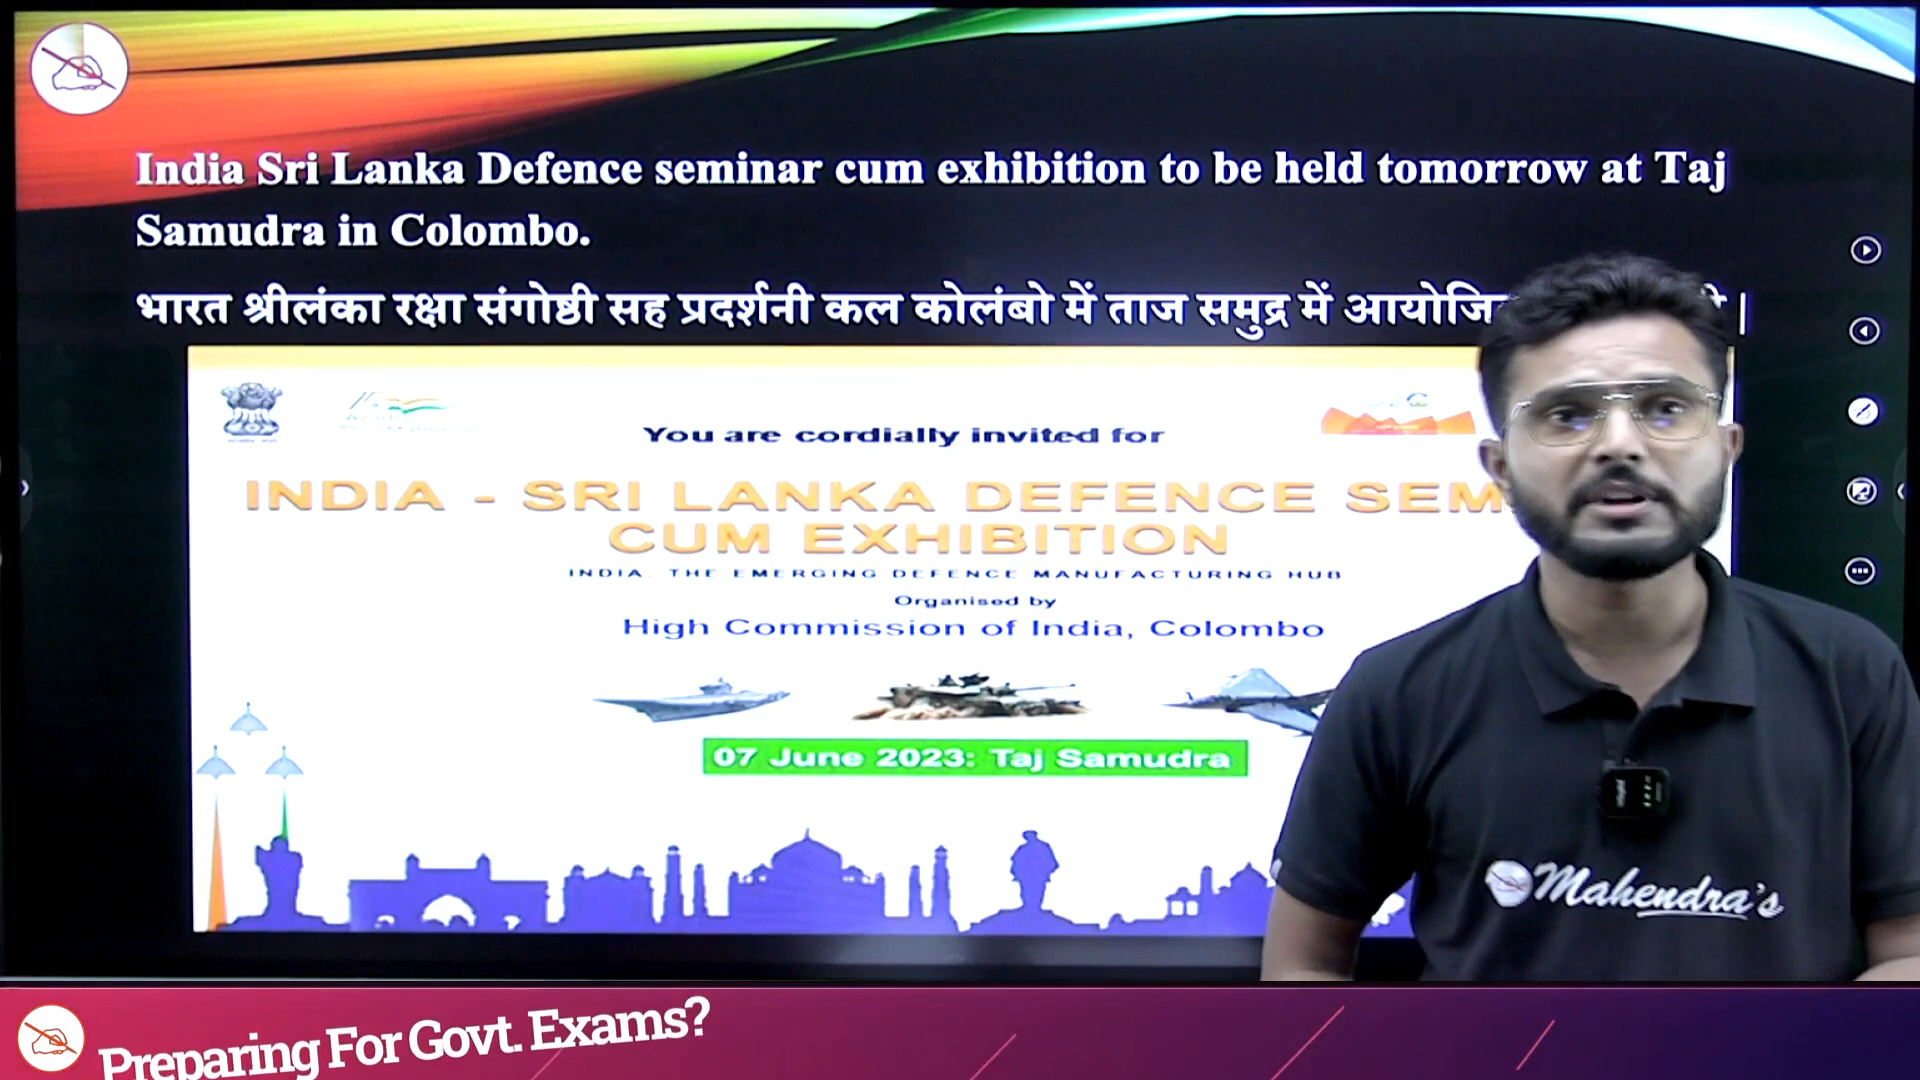 India Sri Lanka Defence seminar cum exhibition to be held tomorrow at Taj
Samudra in Colombo.
भारत श्रीलंका रक्षा संगोष्ठी सह प्रदर्शनी कल कोलंबो में ताज समुद्र में
You are cordially invited for
INDIA - SRI LANKA DEFENCE
CUM EXHIBITION
INDIA, THE EMERGING DEFENCE MANUFACTURING HUB
Organised by
High Commission of India, Colombo
07 June 2023: Taj Samudra
Mahendra's
Preparing For Govt. Exams?